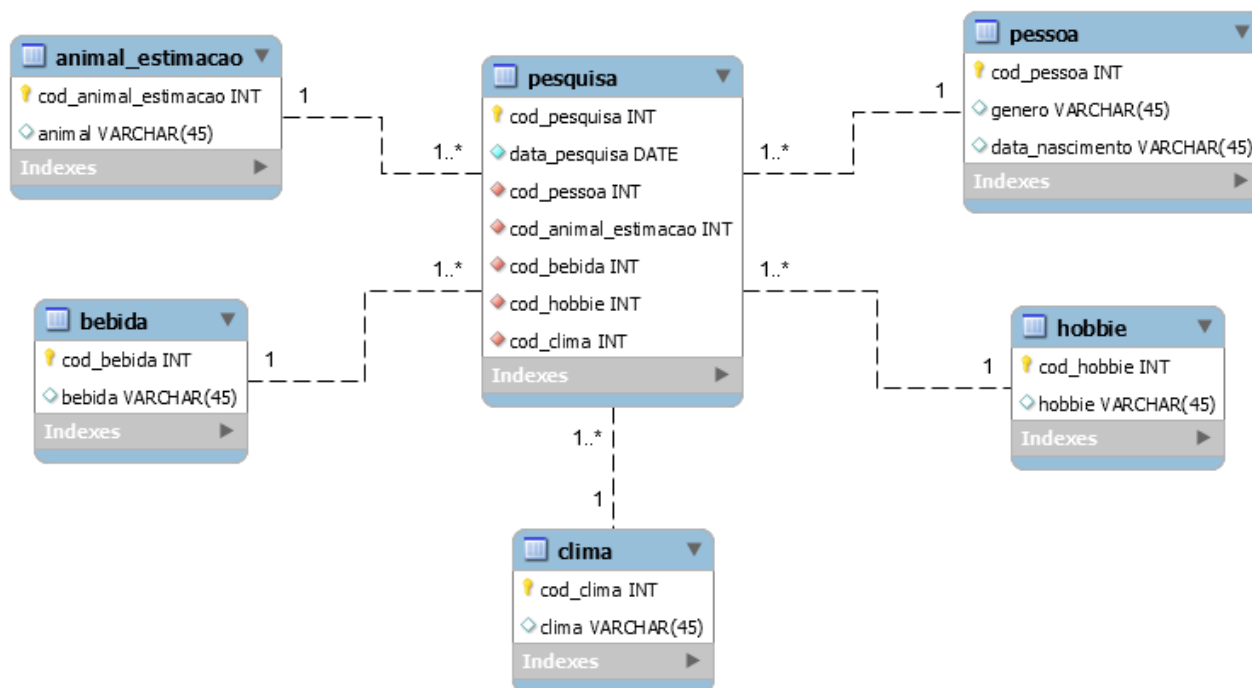 animal_estimacao
cod_animal_estimacao INT
animal VARCHAR(45)
Indexes
1
1..*
pesquisa
cod_pesquisa INT
data_pesquisa DATE
cod_pessoa INT
cod_animal_estimacao INT
cod_bebida INT
cod_hobbie INT
cod_clima INT
Indexes
pessoa
cod_pessoa INT
genero VARCHAR(45)
data_nascimento VARCHAR(45)
Indexes
1
1..*
bebida
cod_bebida INT
bebida VARCHAR(45)
Indexes
1
1..*
hobbie
cod_hobbie INT
hobbie VARCHAR(45)
Indexes
1
1..*
1..*
1
clima
cod_clima INT
clima VARCHAR(45)
Indexes